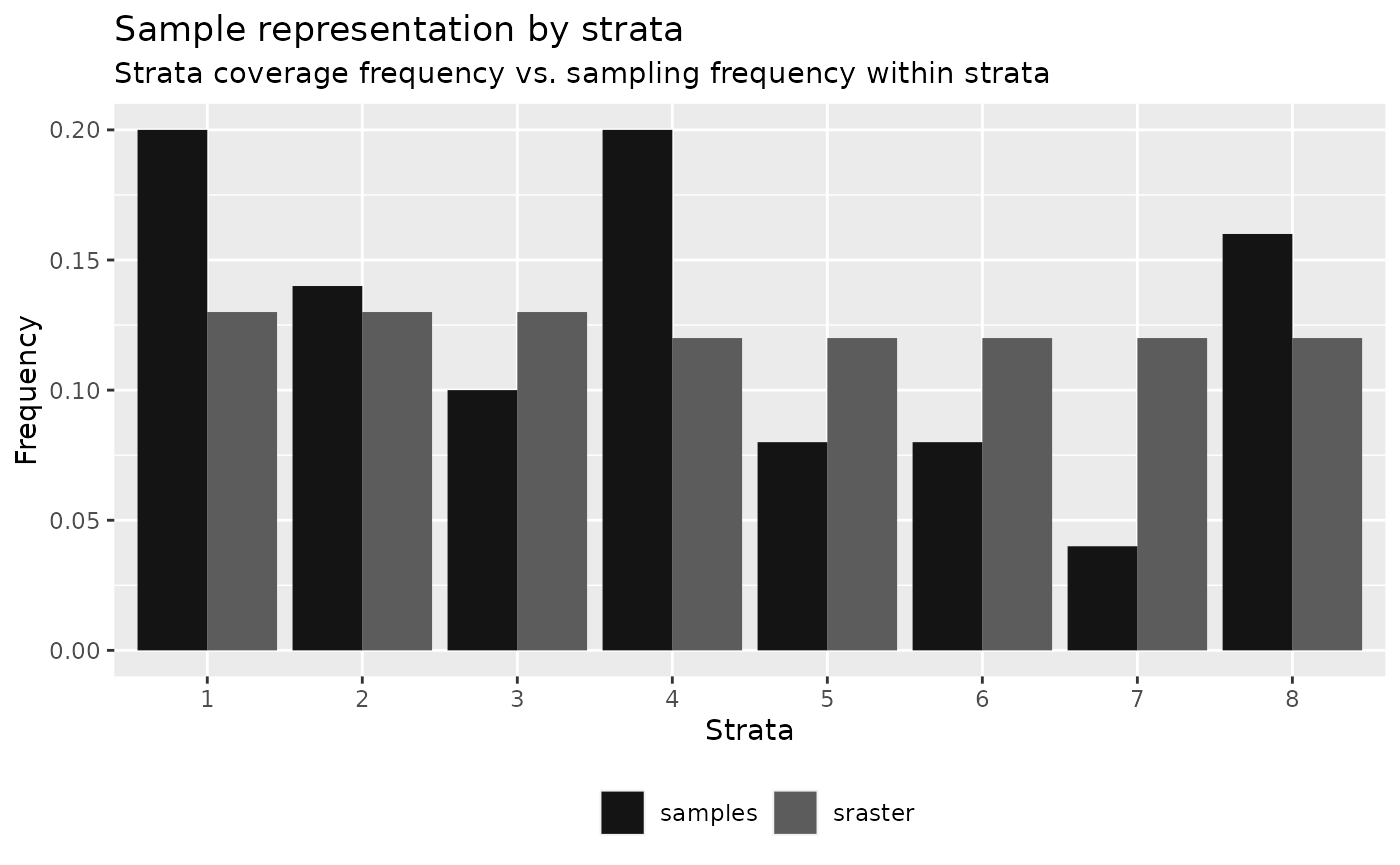 Sample representation by strata
Strata coverage frequency vs. sampling frequency within strata
0.20
0.15
0.10
0.05
0.00
Frequency
1 2 3 4 5 6 7 8
Strata
samples sraster